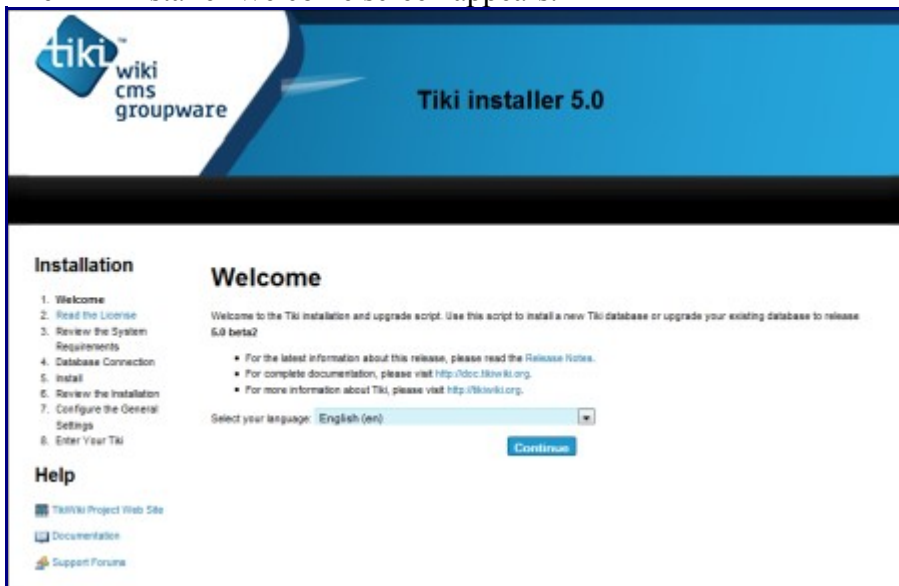 tiki™
wiki
cms
groupware
Tiki installer 5.0
Installation
1. Welcome
2. Read the License
3. Review the System
Requirements
4. Database Connection
5. Install
6. Review the Installation
7. Configure the General
Settings
8. Enter Your Tiki
Help
TikiWiki Project Web Site
Documentation
Support Forums
Welcome
Welcome to the Tiki installation and upgrade script. Use this script to install a new Tiki database or upgrade your existing database to release
5.0 beta2
• For the latest information about this release, please read the Release Notes.
• For complete documentation, please visit http://doc.tikiwiki.org.
• For more information about Tiki, please visit http://tikiwiki.org.
Select your language: English (en)
Continue